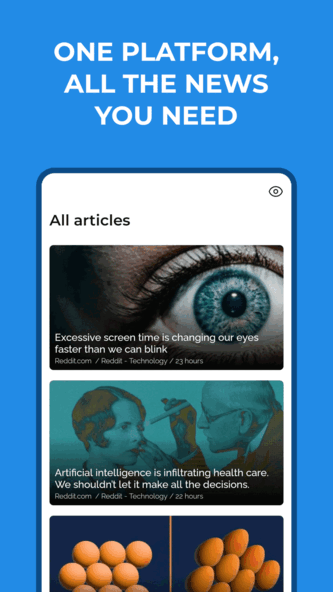 ONE PLATFORM,
ALL THE NEWS
YOU NEED
All articles
Excessive screen time is changing our eyes
faster than we can blink
Reddit.com / Reddit - Technology / 23 hours
Artificial intelligence is infiltrating health care.
We shouldn't let it make all the decisions.
Reddit.com / Reddit - Technology / 22 hours